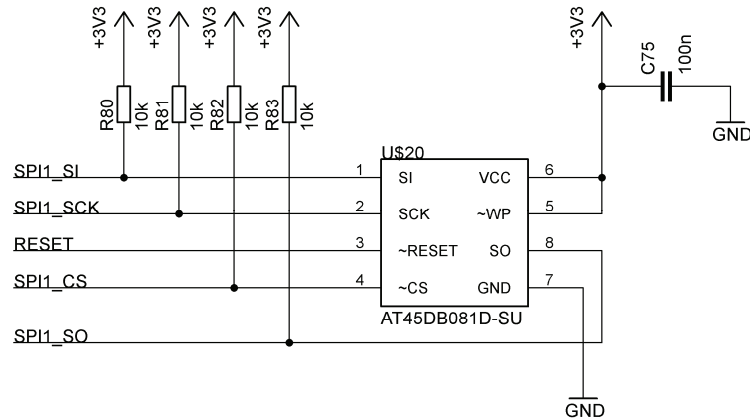 +3V3 +3V3 +3V3 +3V3 +3V3
R80 10k R81 10k R82 10k R83 10k
C75 100n
GND
U$20
SPI1_SI 1 SI VCC 6
SPI1_SCK 2 SCK ~WP 5
RESET 3 ~RESET SO 8
SPI1_CS 4 ~CS GND 7
AT45DB081D-SU
SPI1_SO
GND